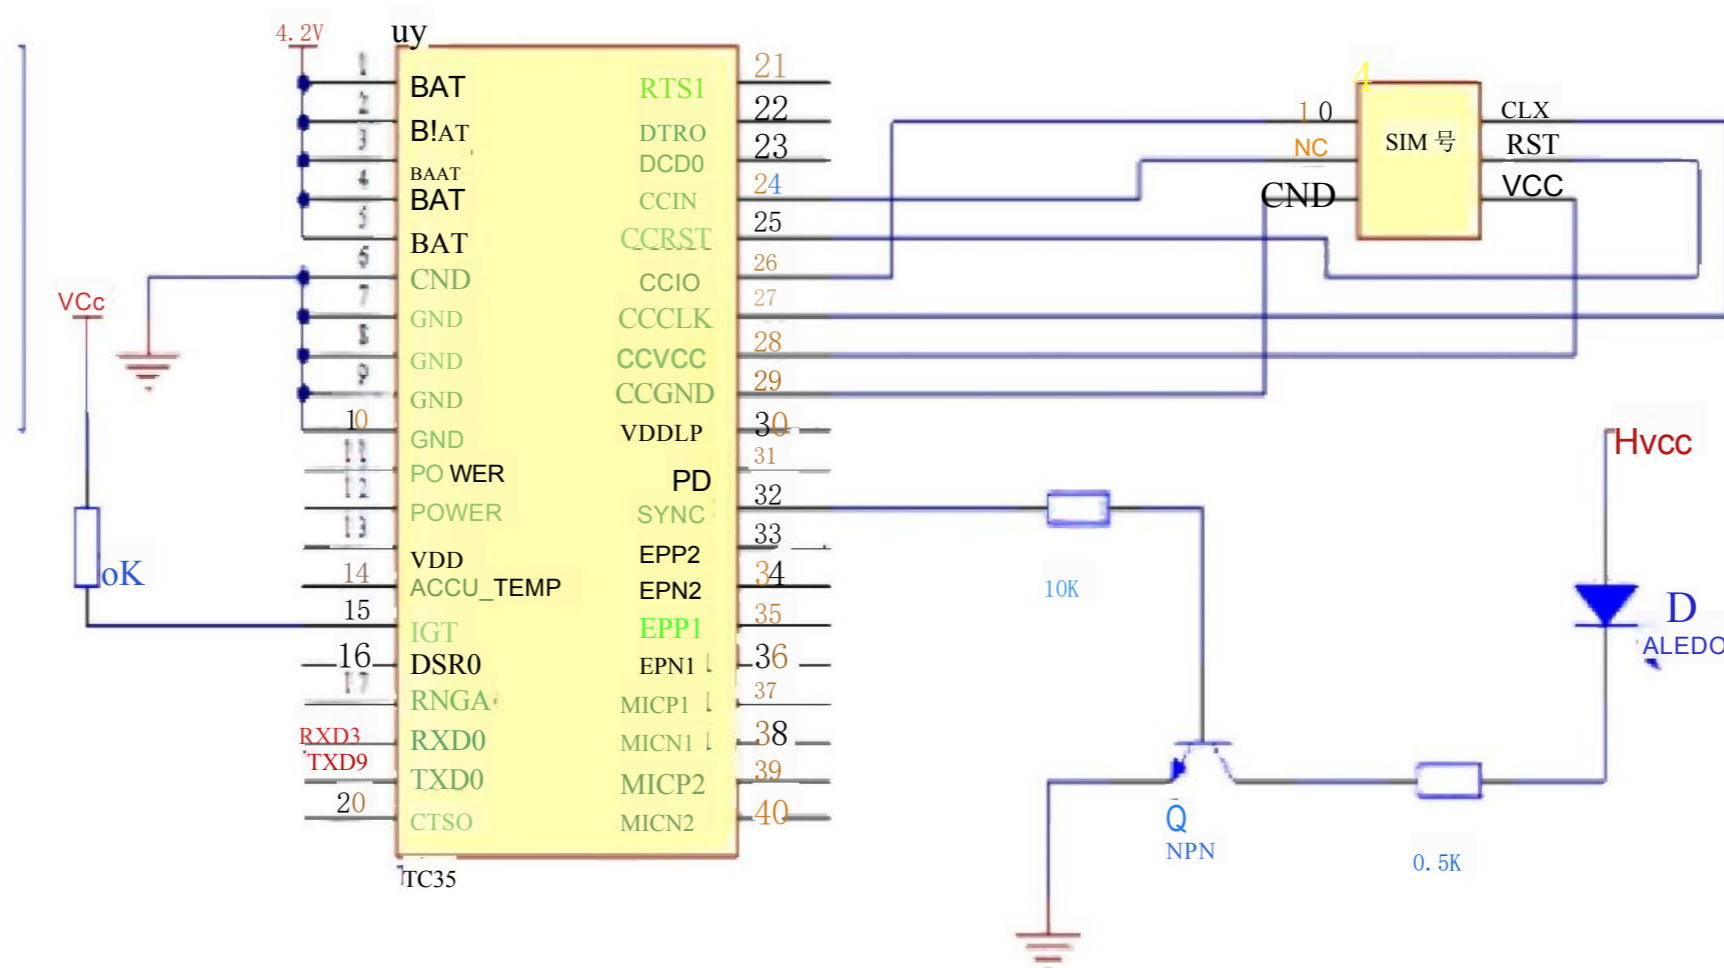 4.2V
uy
1
BAT
2
B!AT
3
BAAT
4
BAT
5
BAT
6
CND
7
GND
8
GND
9
GND
10
GND
11
PO WER
12
POWER
13
VDD
14
ACCU_TEMP
15
IGT
16
DSR0
17
RNGA
RXD3
RXD0
TXD9
TXD0
20
CTSO
TC35
RTS1
21
DTRO
22
DCD0
23
CCIN
24
CCRST
25
CCIO
26
CCCLK
27
CCVCC
28
CCGND
29
VDDLP
30
PD
31
SYNC
32
EPP2
33
EPN2
34
EPP1
35
EPN1
36
MICP1
37
MICN1
38
MICP2
39
MICN2
40
VCc
oK
4
10
NC
CND
SIM 号
CLX
RST
VCC
10K
Q
NPN
0.5K
Hvcc
D
ALEDO